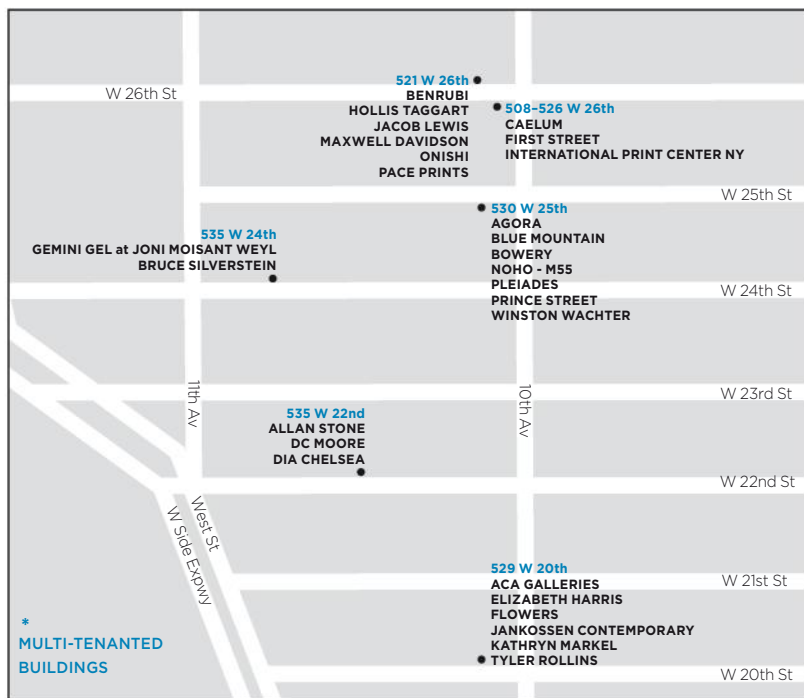 521 W 26th
BENRUBI
HOLLIS TAGGART
JACOB LEWIS
MAXWELL DAVIDSON
ONISHI
PACE PRINTS
W 26th St
508–526 W 26th
CAELUM
FIRST STREET
INTERNATIONAL PRINT CENTER NY
W 25th St
530 W 25th
AGORA
BLUE MOUNTAIN
BOWERY
NOHO - M55
PLEIADES
PRINCE STREET
WINSTON WACHTER
535 W 24th
GEMINI GEL at JONI MOISANT WEYL
BRUCE SILVERSTEIN
W 24th St
11th Av
10th Av
W 23rd St
535 W 22nd
ALLAN STONE
DC MOORE
DIA CHELSEA
W 22nd St
West St
W Side Expwy
529 W 20th
ACA GALLERIES
ELIZABETH HARRIS
FLOWERS
JANKOSSEN CONTEMPORARY
KATHRYN MARKEL
TYLER ROLLINS
W 21st St
*
MULTI-TENANTED
BUILDINGS
W 20th St